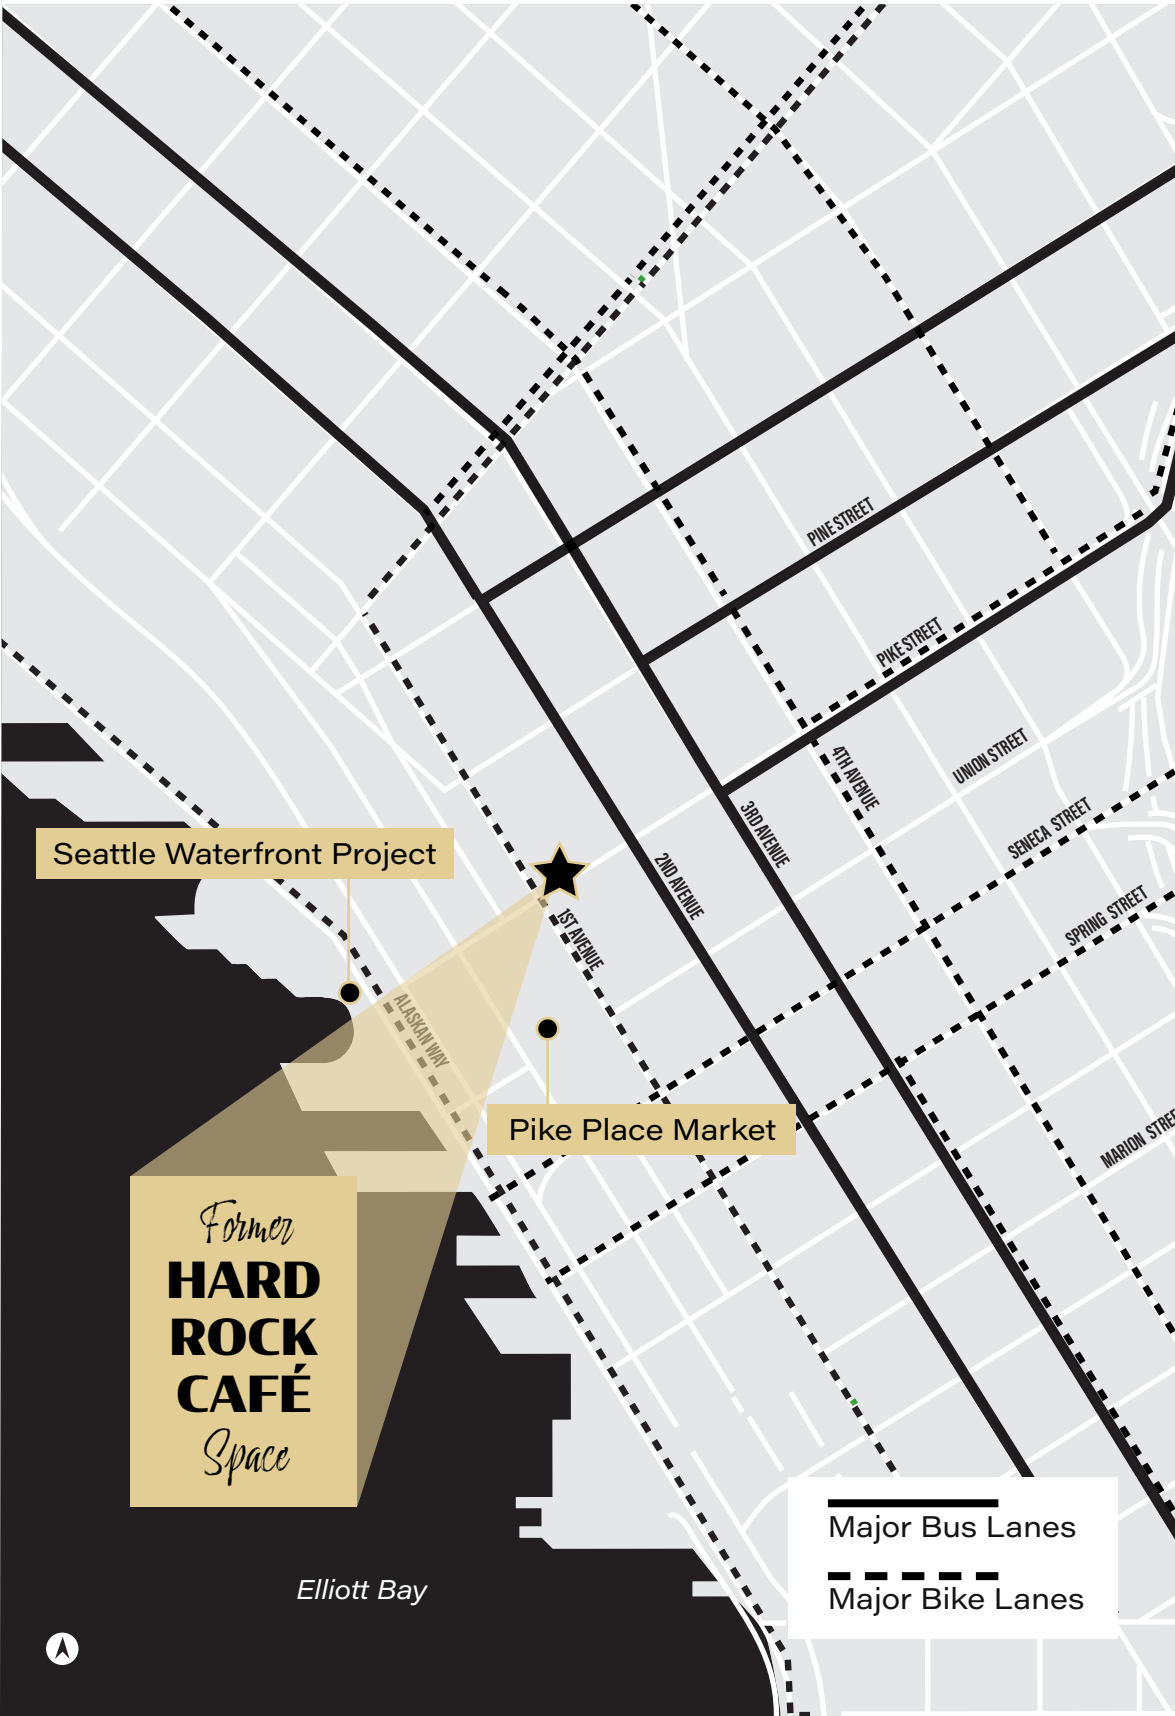 PINE STREET
PIKE STREET
UNION STREET
4TH AVENUE
3RD AVENUE
SENECA STREET
2ND AVENUE
SPRING STREET
Seattle Waterfront Project
1ST AVENUE
ALASKAN WAY
Pike Place Market
MARION STREE
Former
HARD
ROCK
CAFÉ
Space
Major Bus Lanes
Major Bike Lanes
Elliott Bay